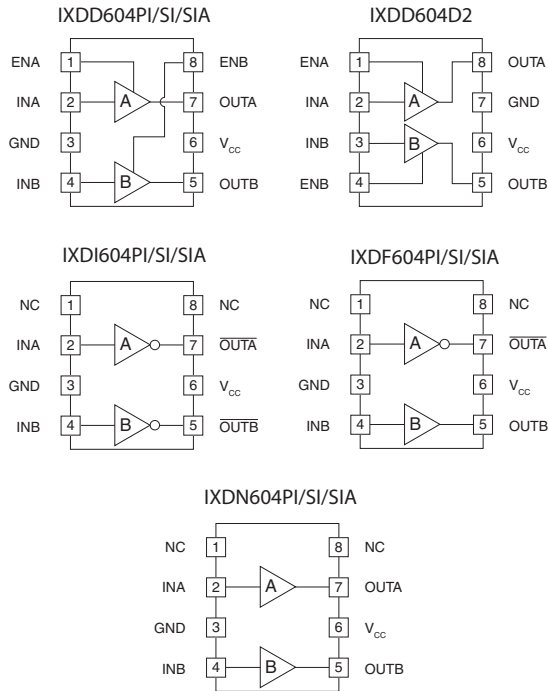 IXDD604PI/SI/SIA
ENA 1 8 ENB
INA 2 A 7 OUTA
GND 3 6 VCC
INB 4 B 5 OUTB
IXDD604D2
ENA 1 8 OUTA
INA 2 A 7 GND
INB 3 B 6 VCC
ENB 4 5 OUTB
IXDI604PI/SI/SIA
NC 1 8 NC
INA 2 A 7 O̅U̅T̅A̅
GND 3 6 VCC
INB 4 B 5 O̅U̅T̅B̅
IXDF604PI/SI/SIA
NC 1 8 NC
INA 2 A 7 O̅U̅T̅A̅
GND 3 6 VCC
INB 4 B 5 OUTB
IXDN604PI/SI/SIA
NC 1 8 NC
INA 2 A 7 OUTA
GND 3 6 VCC
INB 4 B 5 OUTB